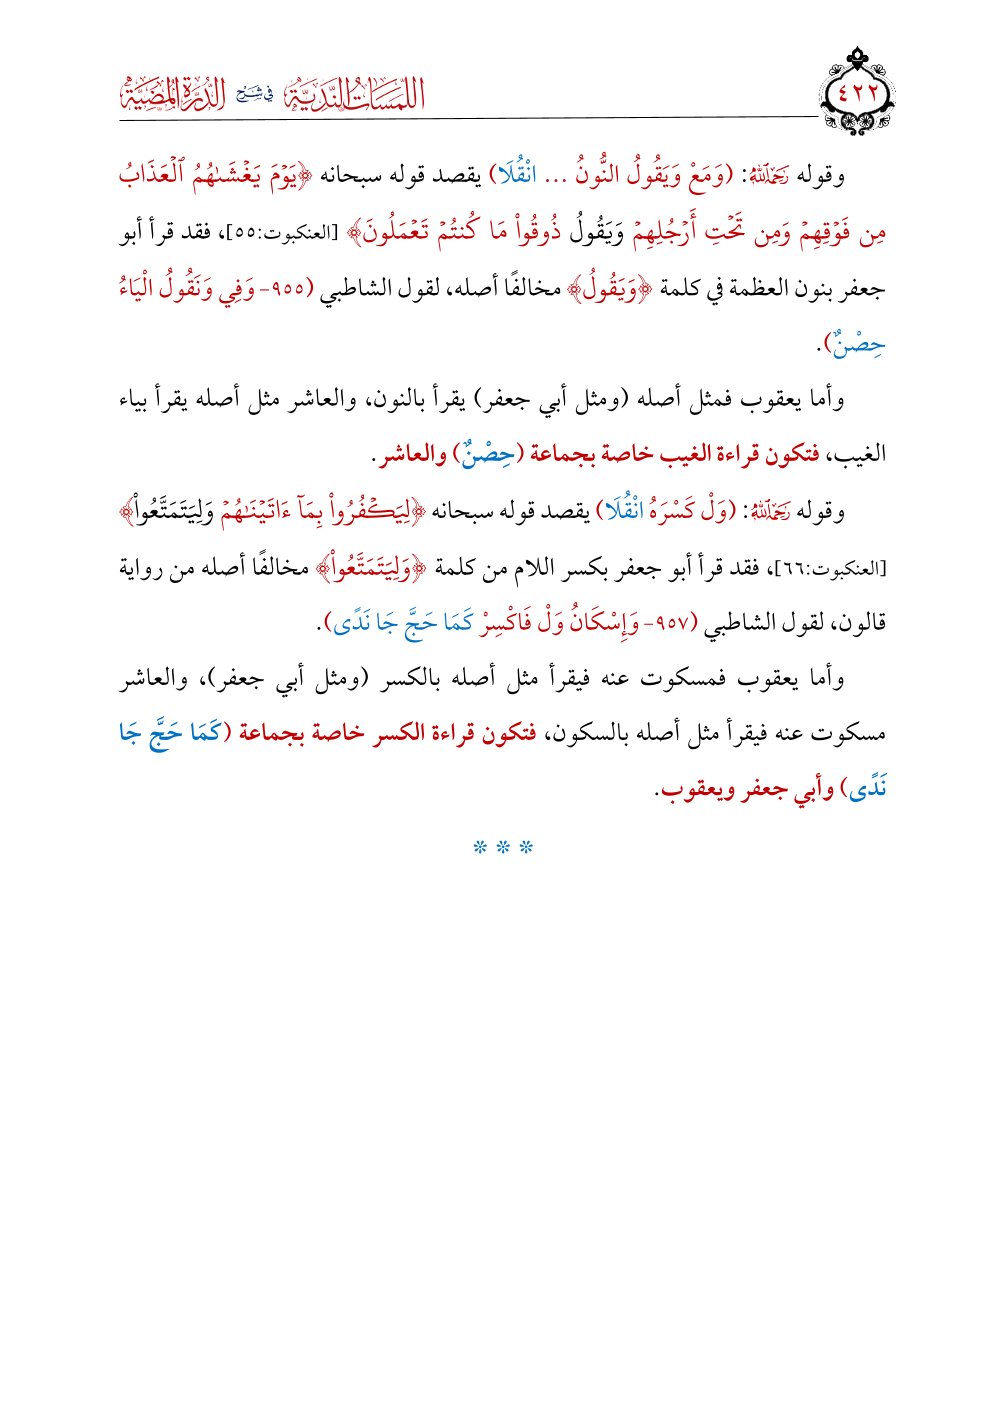 اللمسات الندية في شرح الدرة المضية
٤٢٢
وقوله رحمه الله: (وَمَعْ وَيَقُولُ النُّونُ ... انْقُلَا) يقصد قوله سبحانه ﴿يَوۡمَ يَغۡشَىٰهُمُ ٱلۡعَذَابُ
مِن فَوۡقِهِمۡ وَمِن تَحۡتِ أَرۡجُلِهِمۡ وَيَقُولُ ذُوقُواْ مَا كُنتُمۡ تَعۡمَلُونَ﴾ [العنكبوت:٥٥]، فقد قرأ أبو
جعفر بنون العظمة في كلمة ﴿وَيَقُولُ﴾ مخالفًا أصله، لقول الشاطبي (٩٥٥- وَفِي وَنَقُولُ الْيَاءُ
حِصْنٌ).
وأما يعقوب فمثل أصله (ومثل أبي جعفر) يقرأ بالنون، والعاشر مثل أصله يقرأ بياء
الغيب، فتكون قراءة الغيب خاصة بجماعة (حِصْنٌ) والعاشر.
وقوله رحمه الله: (وَلْ كَسْرَهُ انْقُلَا) يقصد قوله سبحانه ﴿لِيَكۡفُرُواْ بِمَآ ءَاتَيۡنَٰهُمۡ وَلِيَتَمَتَّعُواْ﴾
[العنكبوت:٦٦]، فقد قرأ أبو جعفر بكسر اللام من كلمة ﴿وَلِيَتَمَتَّعُواْ﴾ مخالفًا أصله من رواية
قالون، لقول الشاطبي (٩٥٧- وَإِسْكَانُ وَلْ فَاكْسِرْ كَمَا حَجَّ جَا نَدًى).
وأما يعقوب فمسكوت عنه فيقرأ مثل أصله بالكسر (ومثل أبي جعفر)، والعاشر
مسكوت عنه فيقرأ مثل أصله بالسكون، فتكون قراءة الكسر خاصة بجماعة (كَمَا حَجَّ جَا
نَدًى) وأبي جعفر ويعقوب.
* * *